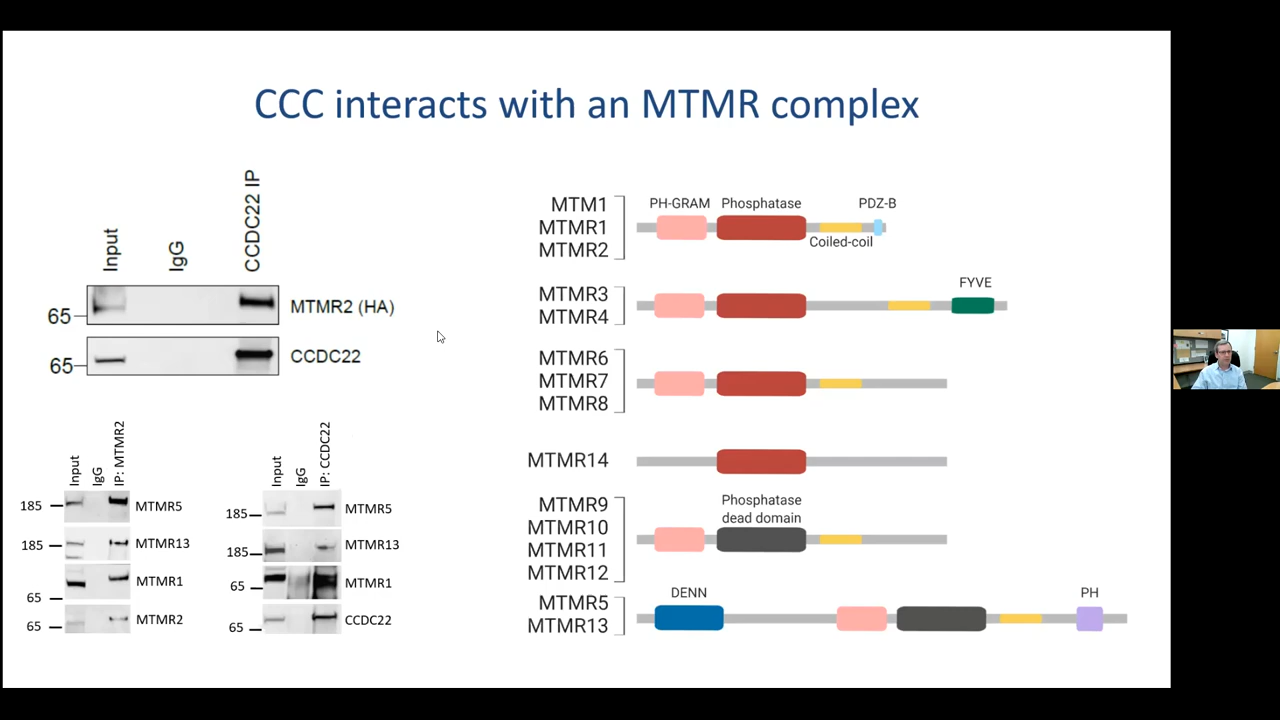 CCC interacts with an MTMR complex
Input
IgG
CCDC22 IP
65
MTMR2 (HA)
65
CCDC22
Input
IgG
IP: MTMR2
185
MTMR5
185
MTMR13
MTMR1
65
MTMR2
65
Input
IgG
IP: CCDC22
185
MTMR5
185
MTMR13
65
MTMR1
65
CCDC22
MTM1
MTMR1
MTMR2
PH-GRAM
Phosphatase
PDZ-B
Coiled-coil
MTMR3
MTMR4
FYVE
MTMR6
MTMR7
MTMR8
MTMR14
MTMR9
MTMR10
MTMR11
MTMR12
Phosphatase
dead domain
MTMR5
MTMR13
DENN
PH